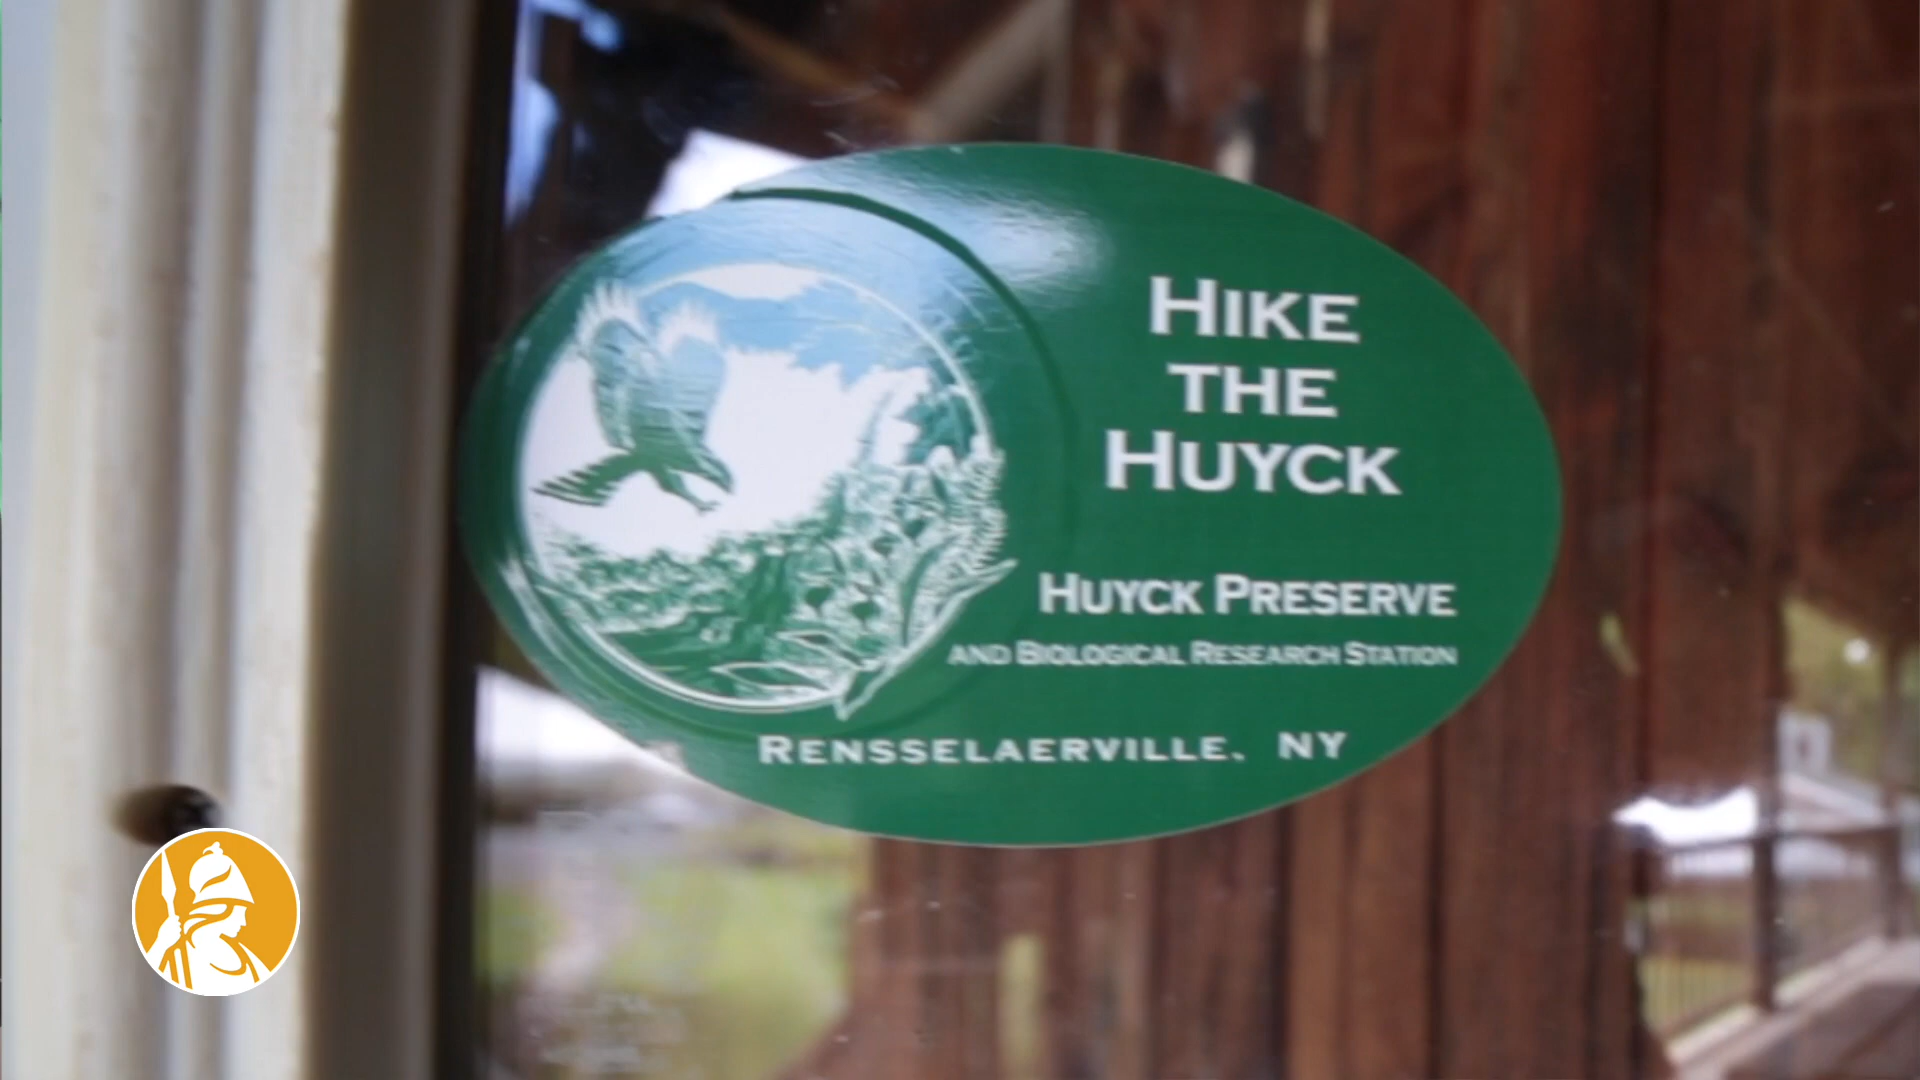 HIKE
THE
HUYCK
HUYCK PRESERVE
AND BIOLOGICAL RESEARCH STATION
RENSSELAERVILLE, NY